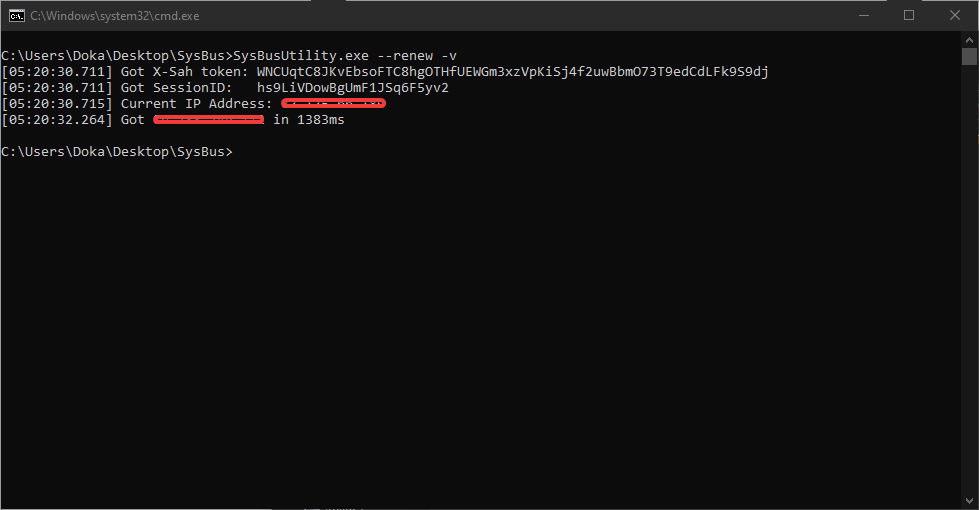 C:\Windows\system32\cmd.exe
C:\Users\Doka\Desktop\SysBus>SysBusUtility.exe --renew -v
[05:20:30.711] Got X-Sah token: WNCUqtC8JKvEbsoFTC8hgOTHfUEWGm3xzVpKiSj4f2uwBbmO73T9edCdLFk9S9dj
[05:20:30.711] Got SessionID:   hs9LiVDowBgUmF1JSq6F5yv2
[05:20:30.715] Current IP Address:
[05:20:32.264] Got in 1383ms
C:\Users\Doka\Desktop\SysBus>